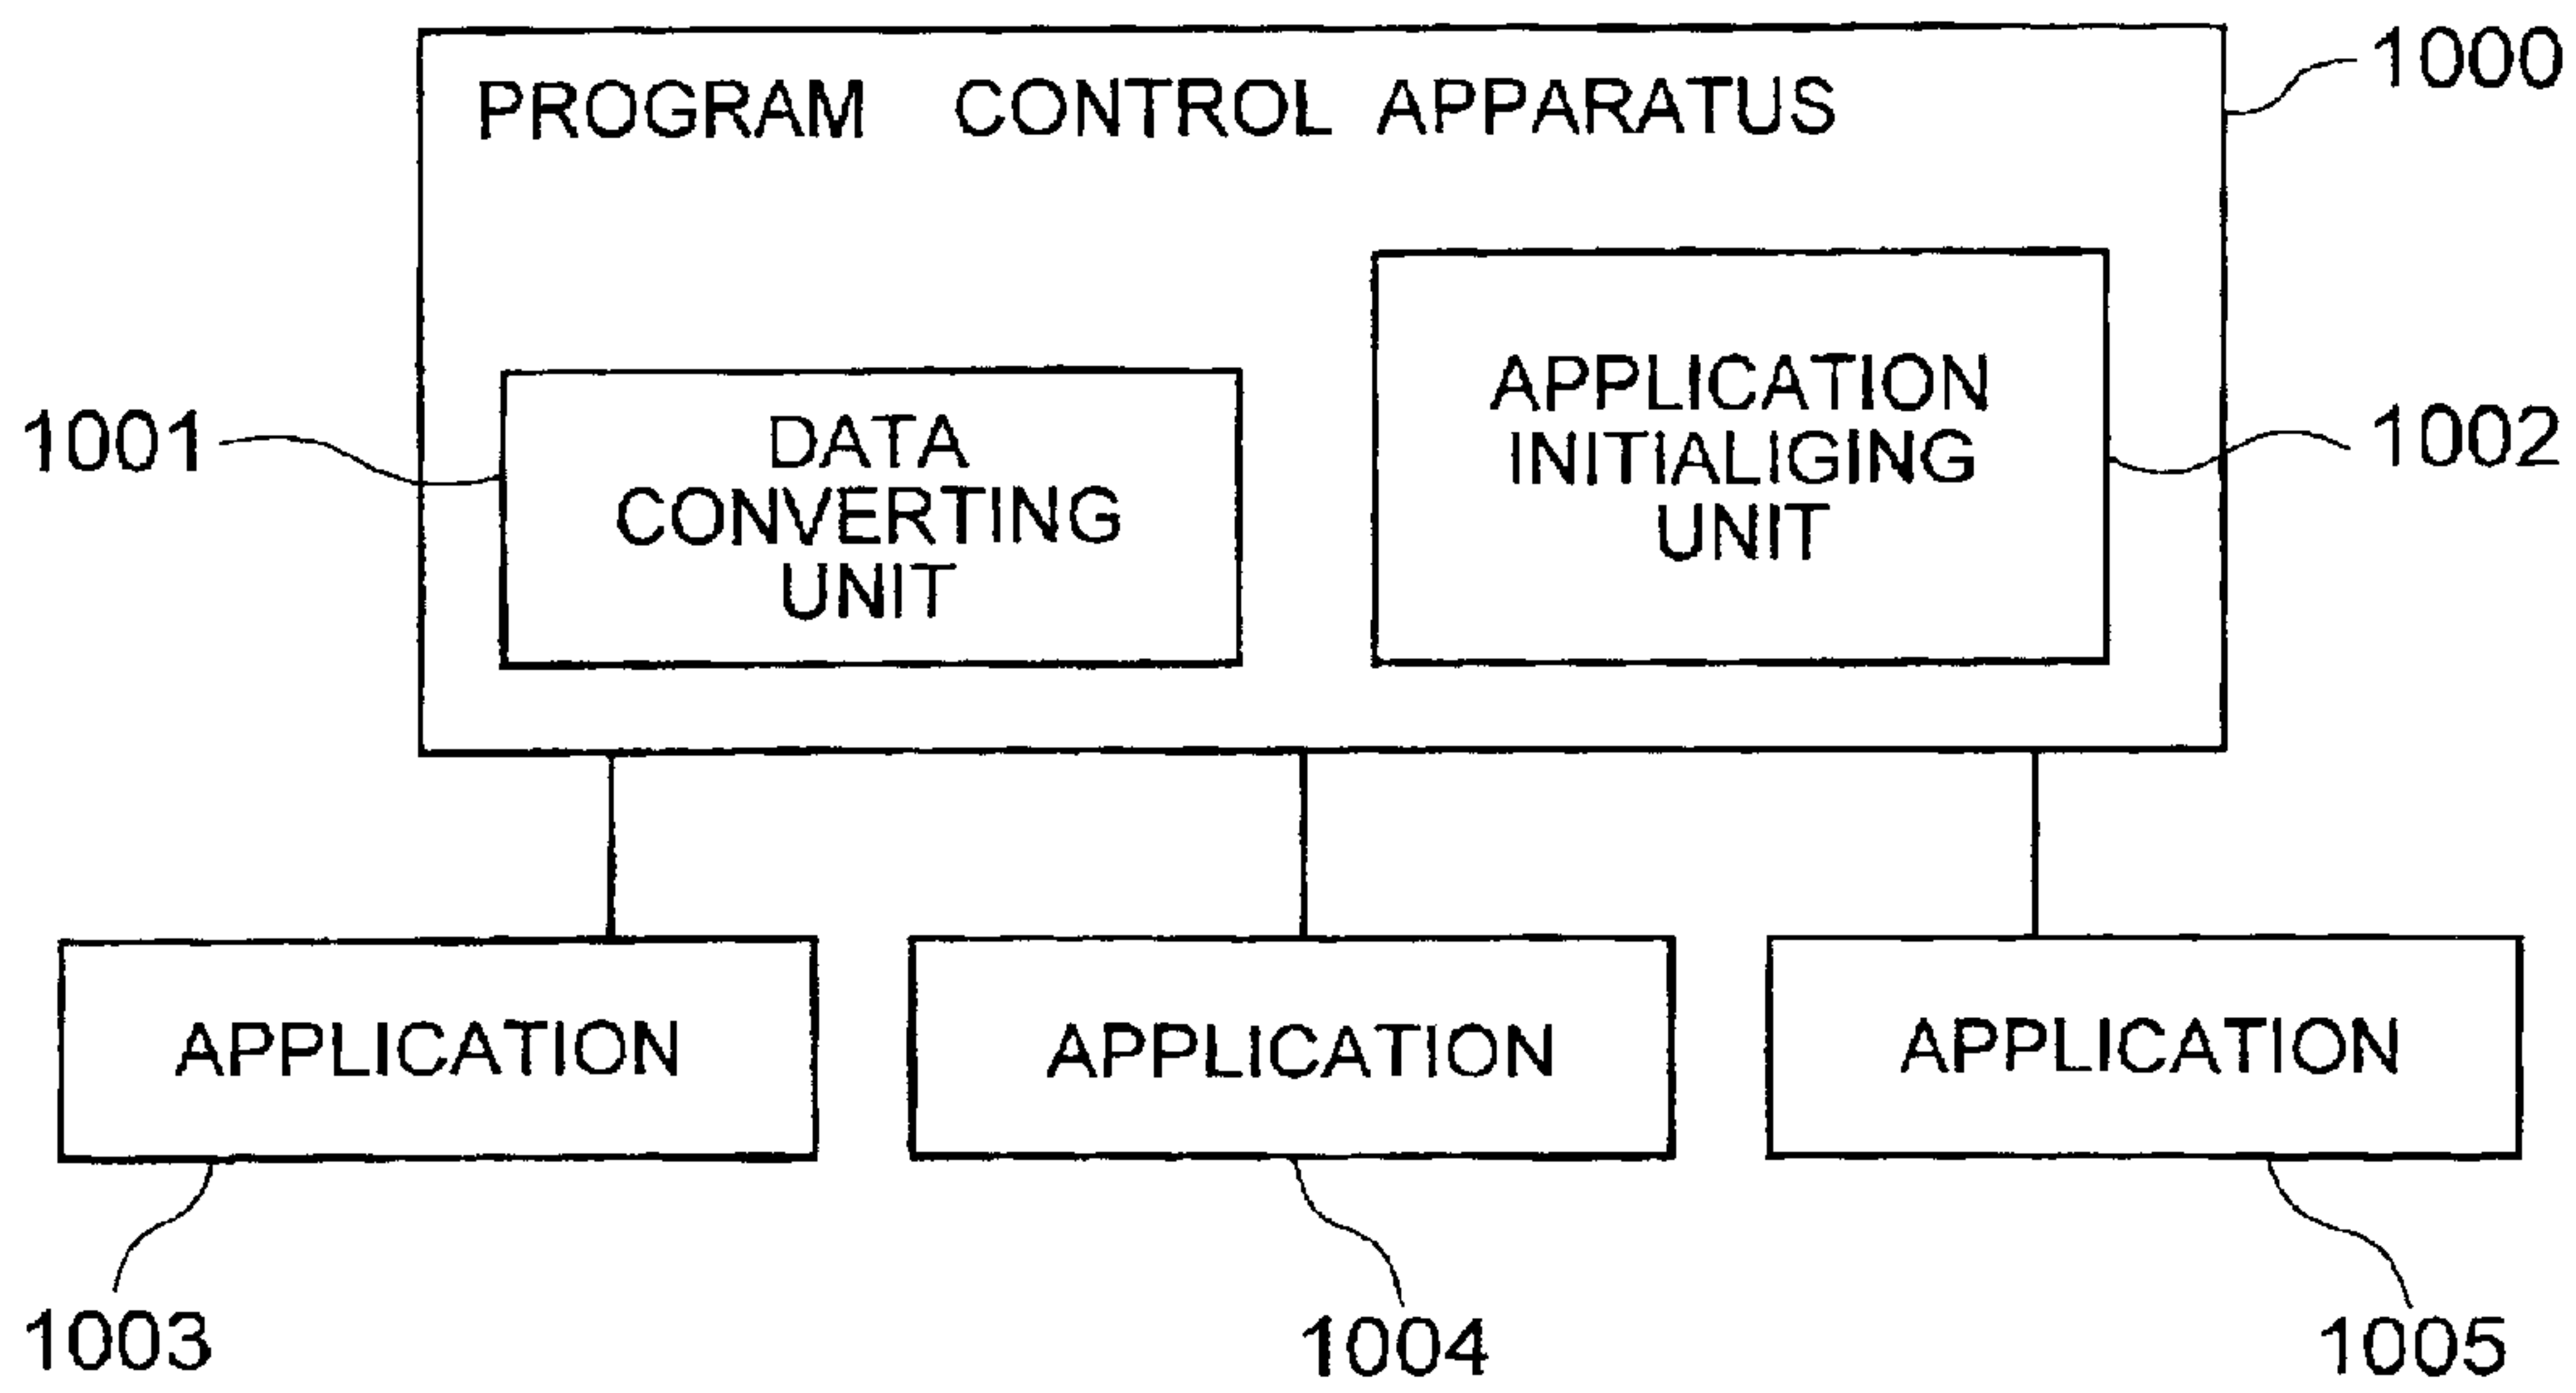 PROGRAM CONTROL APPARATUS
1000
1001
DATA
CONVERTING
UNIT
APPLICATION
INITIALIGING
UNIT
1002
APPLICATION
APPLICATION
APPLICATION
1003
1004
1005